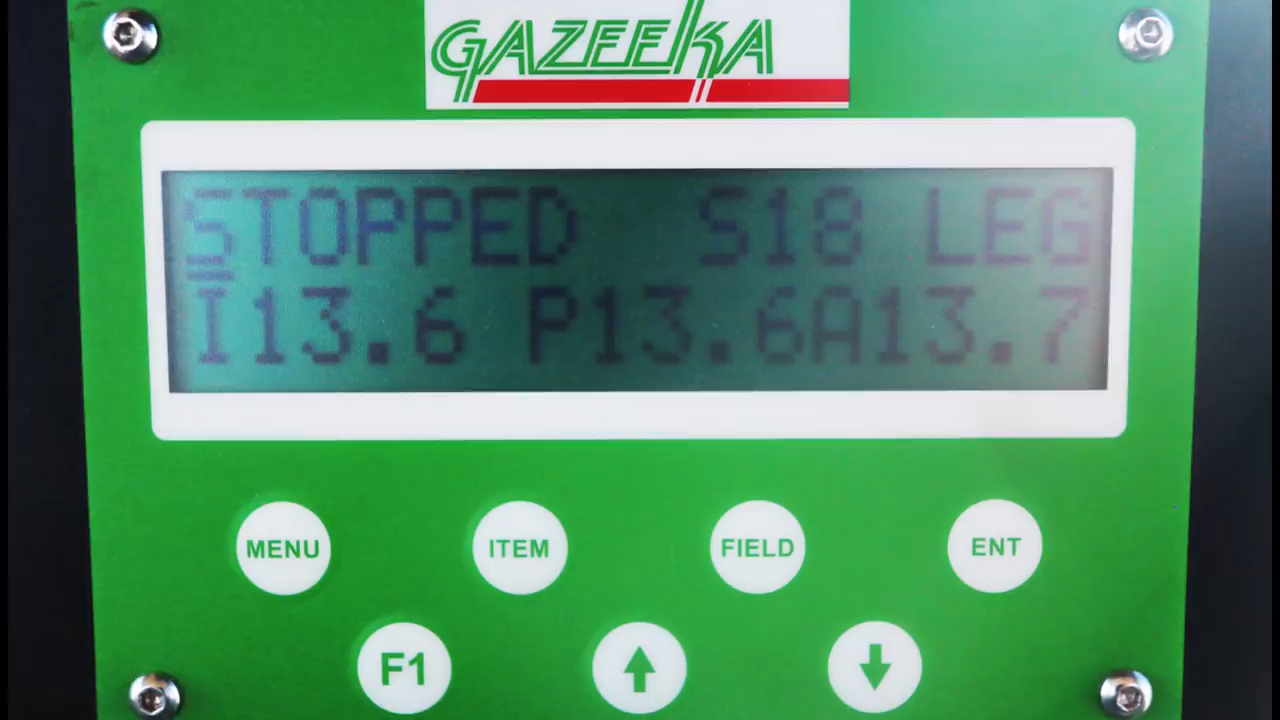 GAZEEKA
STOPPED S18 LEG
I13.6 P13.6A13.7
MENU ITEM FIELD ENT
F1